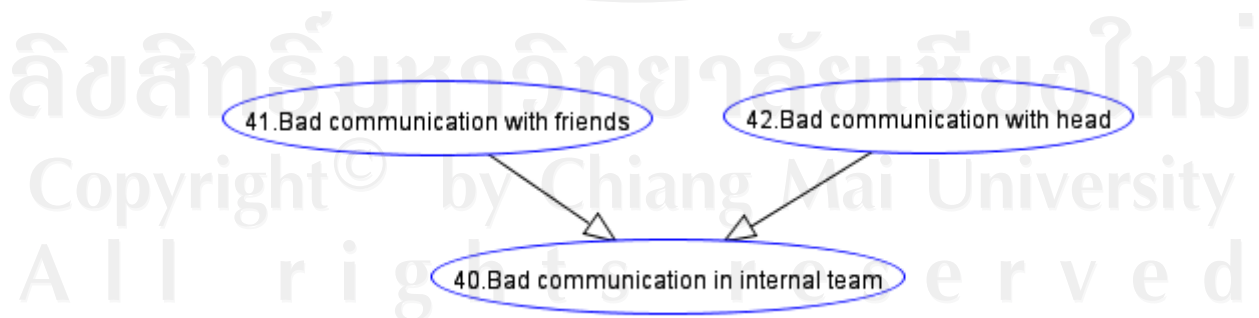 ลิขสิทธิ์มหาวิทยาลัยเชียงใหม่
41.Bad communication with friends
42.Bad communication with head
Copyright© by Chiang Mai University
40.Bad communication in internal team
All rights reserved